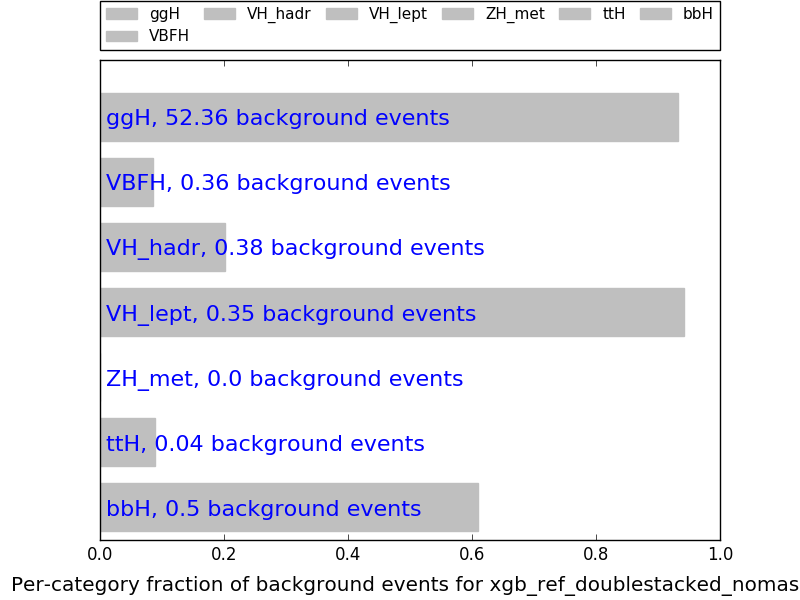 ggH VH_hadr VH_lept ZH_met ttH bbH
VBFH
ggH, 52.36 background events
VBFH, 0.36 background events
VH_hadr, 0.38 background events
VH_lept, 0.35 background events
ZH_met, 0.0 background events
ttH, 0.04 background events
bbH, 0.5 background events
0.0 0.2 0.4 0.6 0.8 1.0
Per-category fraction of background events for xgb_ref_doublestacked_nomas